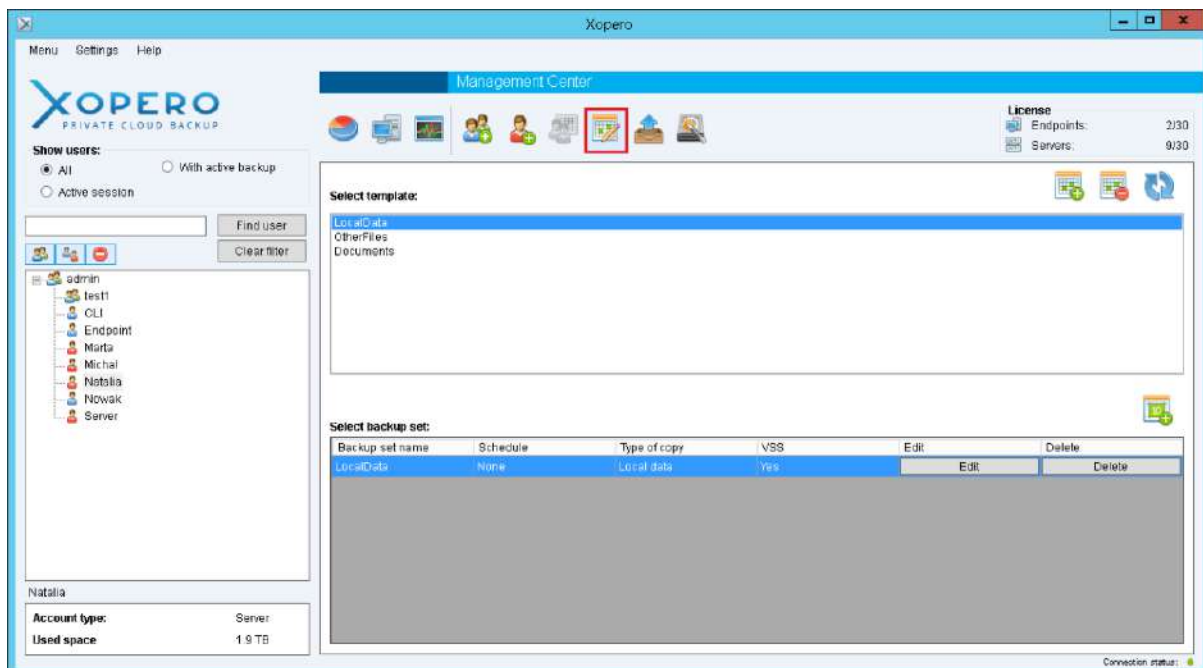 Xopero
Menu Settings Help
XOPERO
PRIVATE CLOUD BACKUP
Show users:
All
With active backup
Active session
Find user
Clear filter
admin
test1
CLI
Endpoint
Marta
Michal
Natalia
Nowak
Server
Natalia
Account type: Server
Used space 1.9 TB
Management Center
License
Endpoints: 2/30
Servers: 9/30
Select template:
LocalData
OtherFiles
Documents
Select backup set:
Backup set name Schedule Type of copy VSS Edit Delete
LocalData None Local data Yes Edit Delete
Connection status: